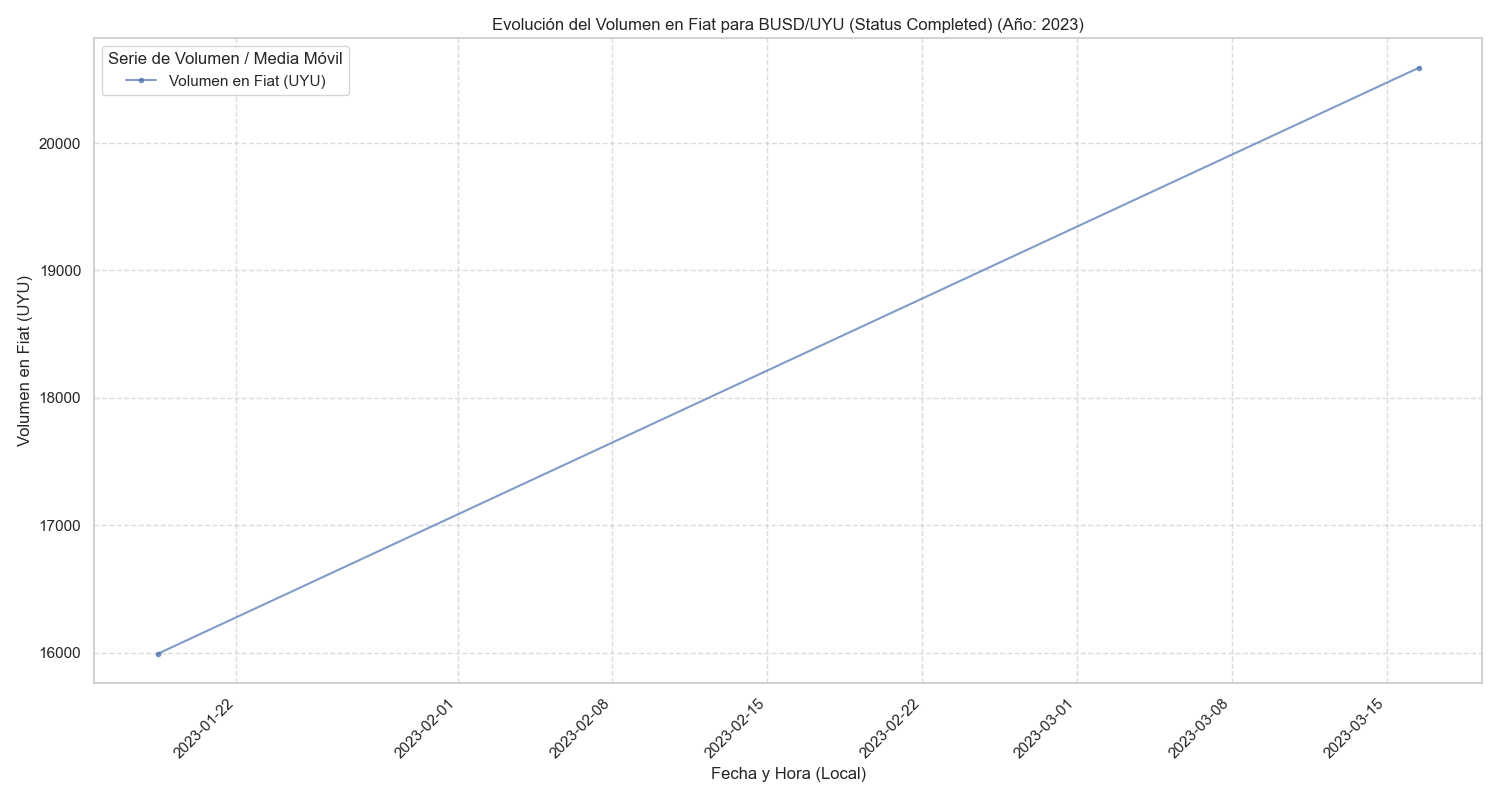 Evolución del Volumen en Fiat para BUSD/UYU (Status Completed) (Año: 2023)
Serie de Volumen / Media Móvil
Volumen en Fiat (UYU)
Volumen en Fiat (UYU)
20000
19000
18000
17000
16000
2023-01-22
2023-02-01
2023-02-08
2023-02-15
2023-02-22
2023-03-01
2023-03-08
2023-03-15
Fecha y Hora (Local)